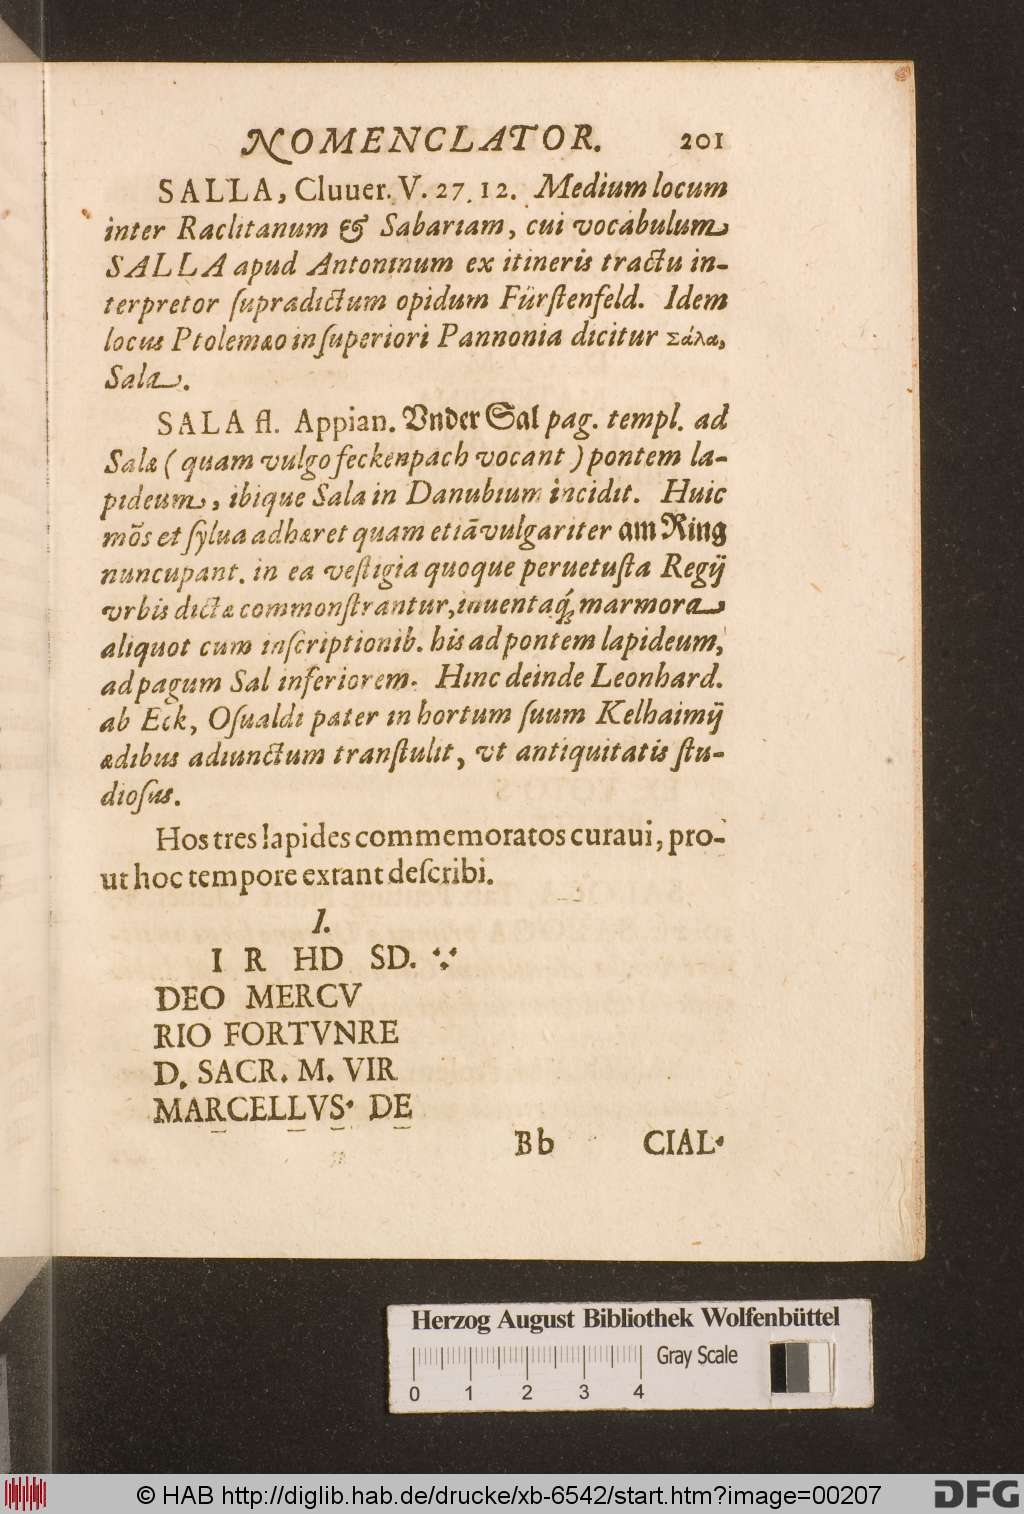 NOMENCLATOR. 201
SALLA, Cluuer. V. 27. 12. Medium locum
inter Raclitanum & Sabariam, cui vocabulum
SALLA apud Antoninum ex itineris tractu in-
terpretor ſupradictum opidum Fürſtenfeld. Idem
locus Ptolemæo in ſuperiori Pannonia dicitur Σάλα,
Sala.
SALA fl. Appian. Vnder Sal pag. templ. ad
Salæ (quam vulgo feckenpach vocant) pontem la-
pideum, ibique Sala in Danubium incidit. Huic
mõs et ſylua adhæret quam etiã vulgariter am Ring
nuncupant. in ea veſtigia quoque peruetuſta Regij
vrbis dictæ commonſtrantur, inuentaq́; marmora
aliquot cum inſcriptionib. his ad pontem lapideum,
ad pagum Sal inferiorem. Hinc deinde Leonhard.
ab Eck, Oſualdi pater in hortum ſuum Kelhaimij
ædibus adiunctum tranſtulit, vt antiquitatis ſtu-
dioſus.
Hos tres lapides commemoratos curaui, pro-
ut hoc tempore extant deſcribi.
I.
I R HD SD. ∵
DEO MERCV
RIO FORTVNRE
D. SACR. M. VIR
MARCELLVS· DE
Bb CIAL·
Herzog August Bibliothek Wolfenbüttel
Gray Scale
0 1 2 3 4
© HAB http://diglib.hab.de/drucke/xb-6542/start.htm?image=00207
DFG